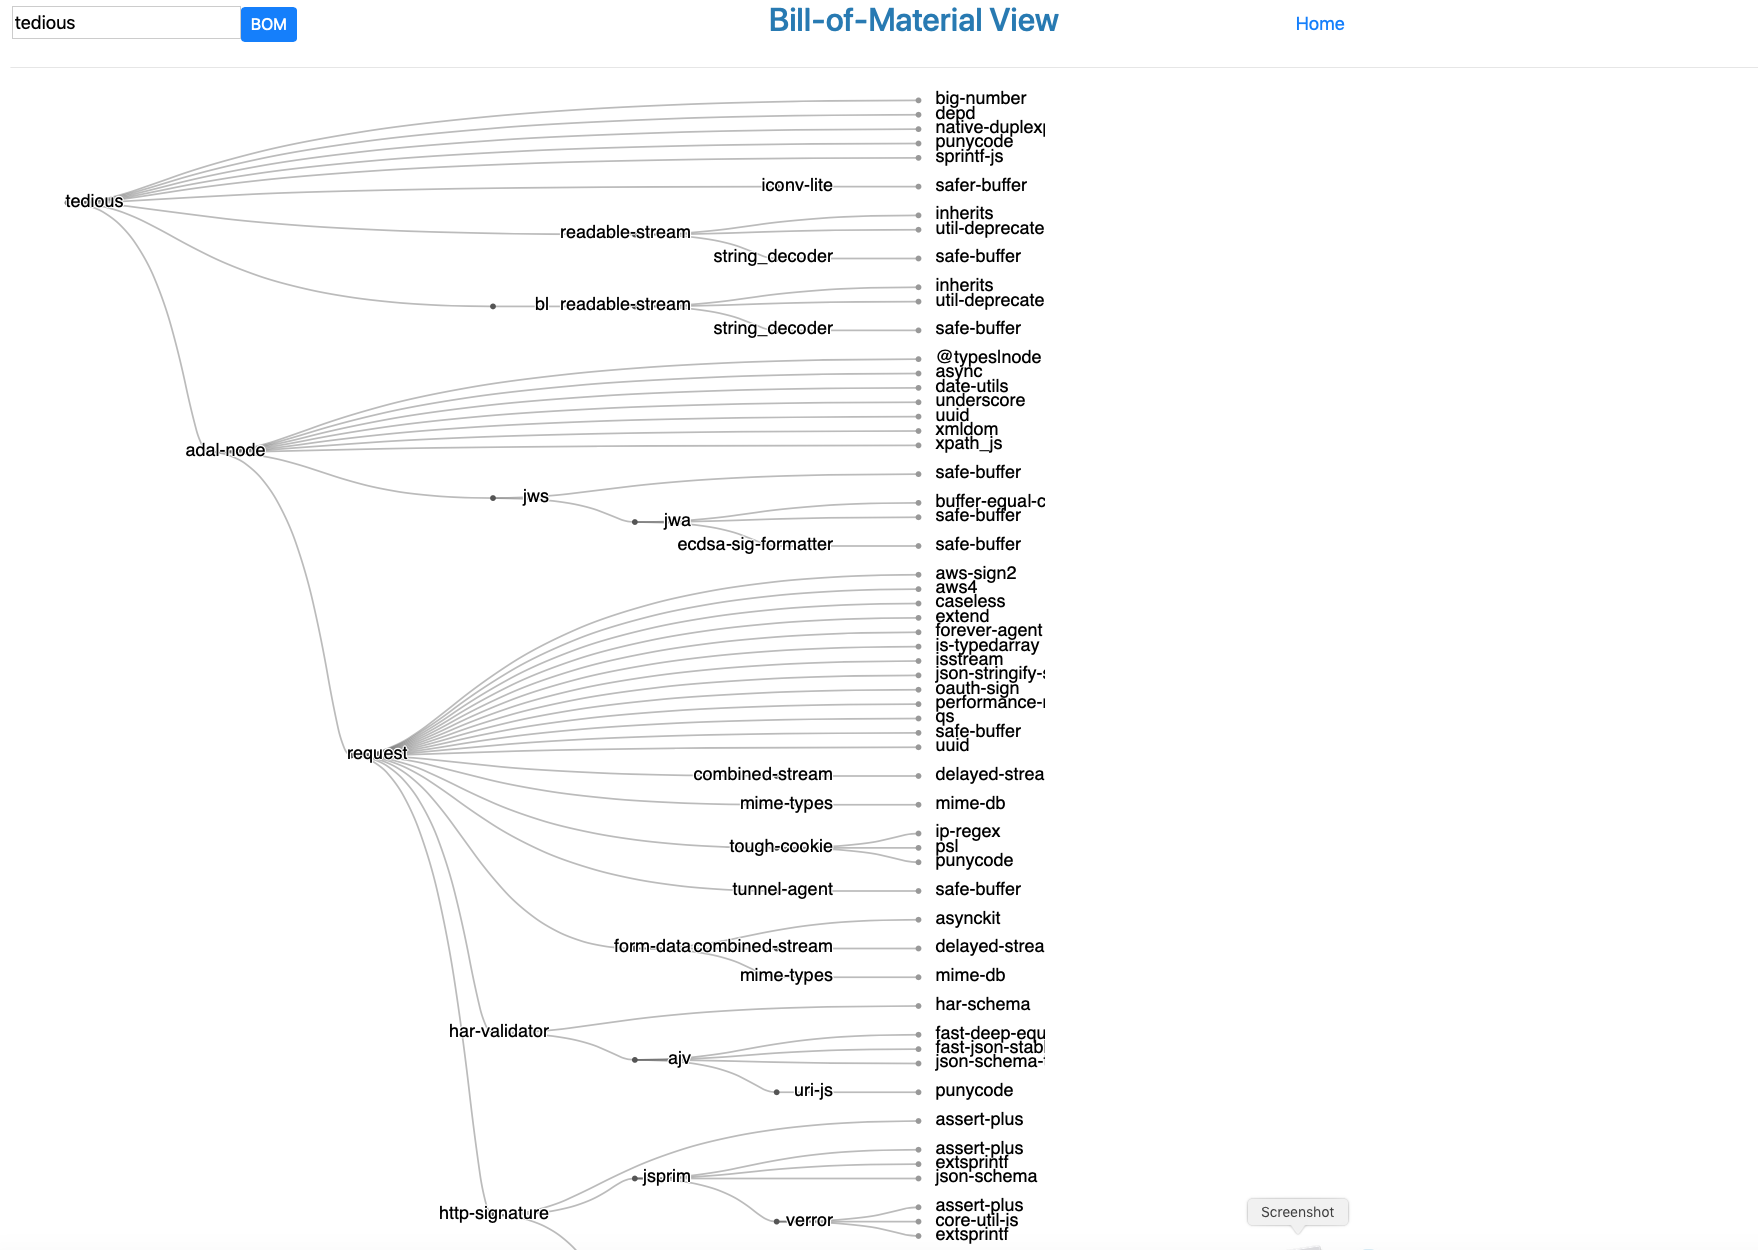 tedious
BOM
Bill-of-Material View
Home
big-number
depd
native-duplexp
punycode
sprintf-js
tedious
iconv-lite
safer-buffer
inherits
readable-stream
util-deprecate
string_decoder
safe-buffer
inherits
bl
readable-stream
util-deprecate
string_decoder
safe-buffer
@types|node
async
date-utils
underscore
uuid
xmldom
xpath_js
adal-node
safe-buffer
jws
buffer-equal-c
safe-buffer
jwa
ecdsa-sig-formatter
safe-buffer
aws-sign2
aws4
caseless
extend
forever-agent
is-typedarray
isstream
json-stringify-s
oauth-sign
performance-n
qs
safe-buffer
uuid
request
combined-stream
delayed-strea
mime-types
mime-db
ip-regex
tough-cookie
psl
punycode
tunnel-agent
safe-buffer
asynckit
form-data
combined-stream
delayed-strea
mime-types
mime-db
har-schema
har-validator
fast-deep-equ
fast-json-stabl
json-schema-t
ajv
uri-js
punycode
assert-plus
assert-plus
extsprintf
json-schema
jsprim
assert-plus
http-signature
verror
core-util-is
extsprintf
Screenshot